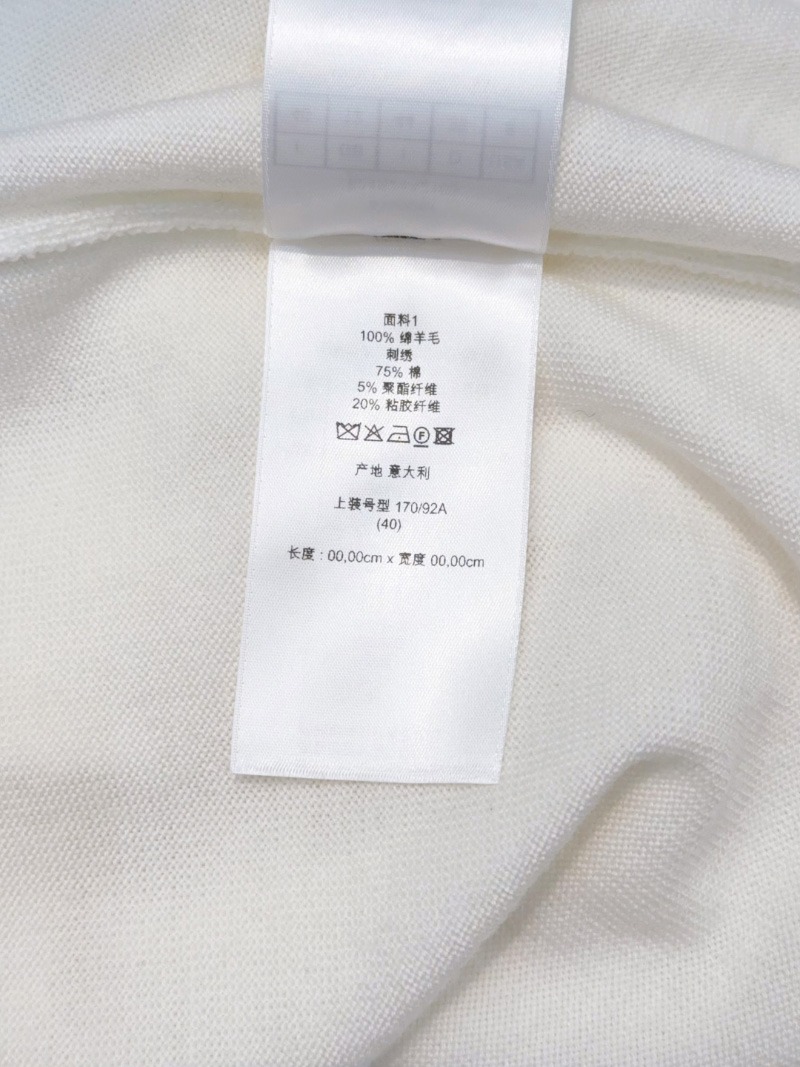 面料1
100% 绵羊毛
刺绣
75% 棉
5% 聚酯纤维
20% 粘胶纤维
F
产地 意大利
上装号型 170/92A
(40)
长度 : 00,00cm x 宽度 00,00cm